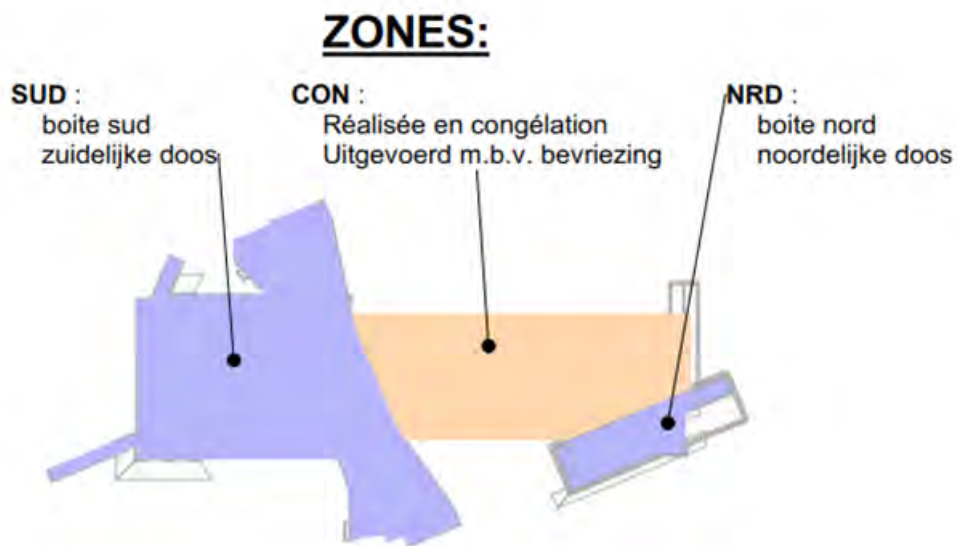 ZONES:
SUD :
boite sud
zuidelijke doos
CON :
Réalisée en congélation
Uitgevoerd m.b.v. bevriezing
NRD :
boite nord
noordelijke doos